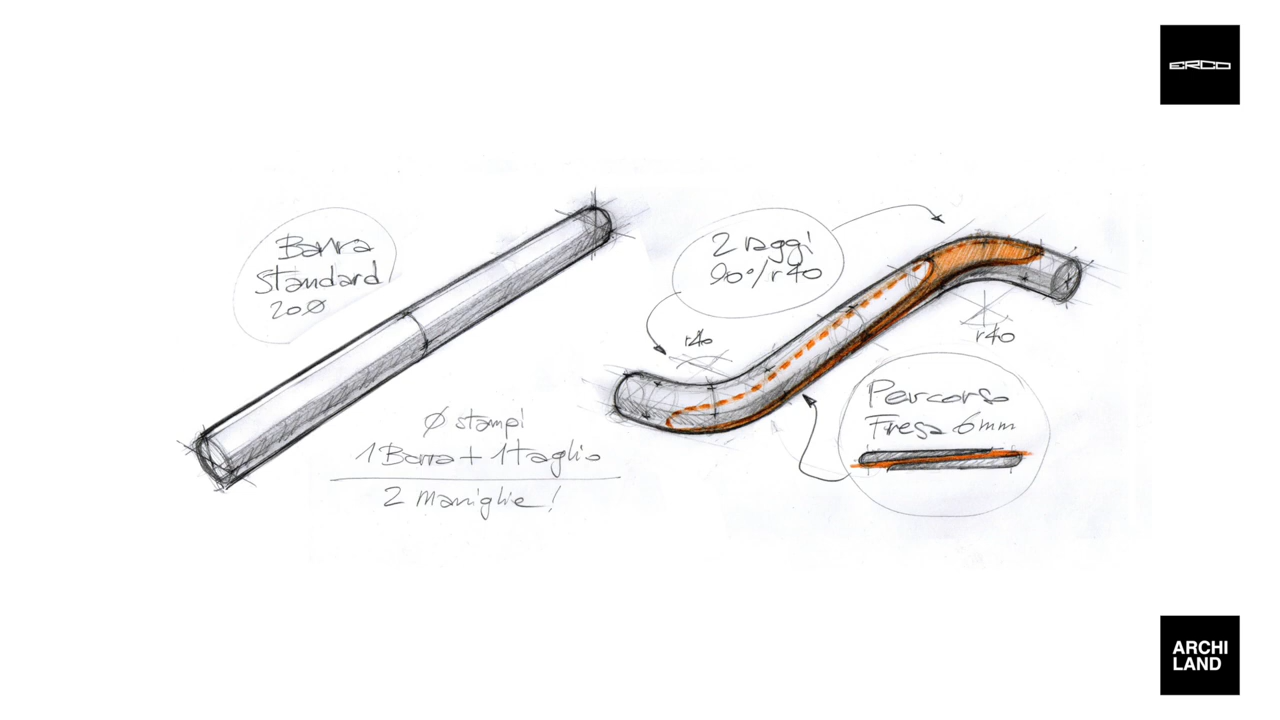 ERCO
Barra
Standard
20Ø
Ø stampi
1 Barra + 1 taglio
2 maniglie!
2 raggi
90°/r40
r40
r40
Percorso
Fresa 6mm
ARCHI
LAND